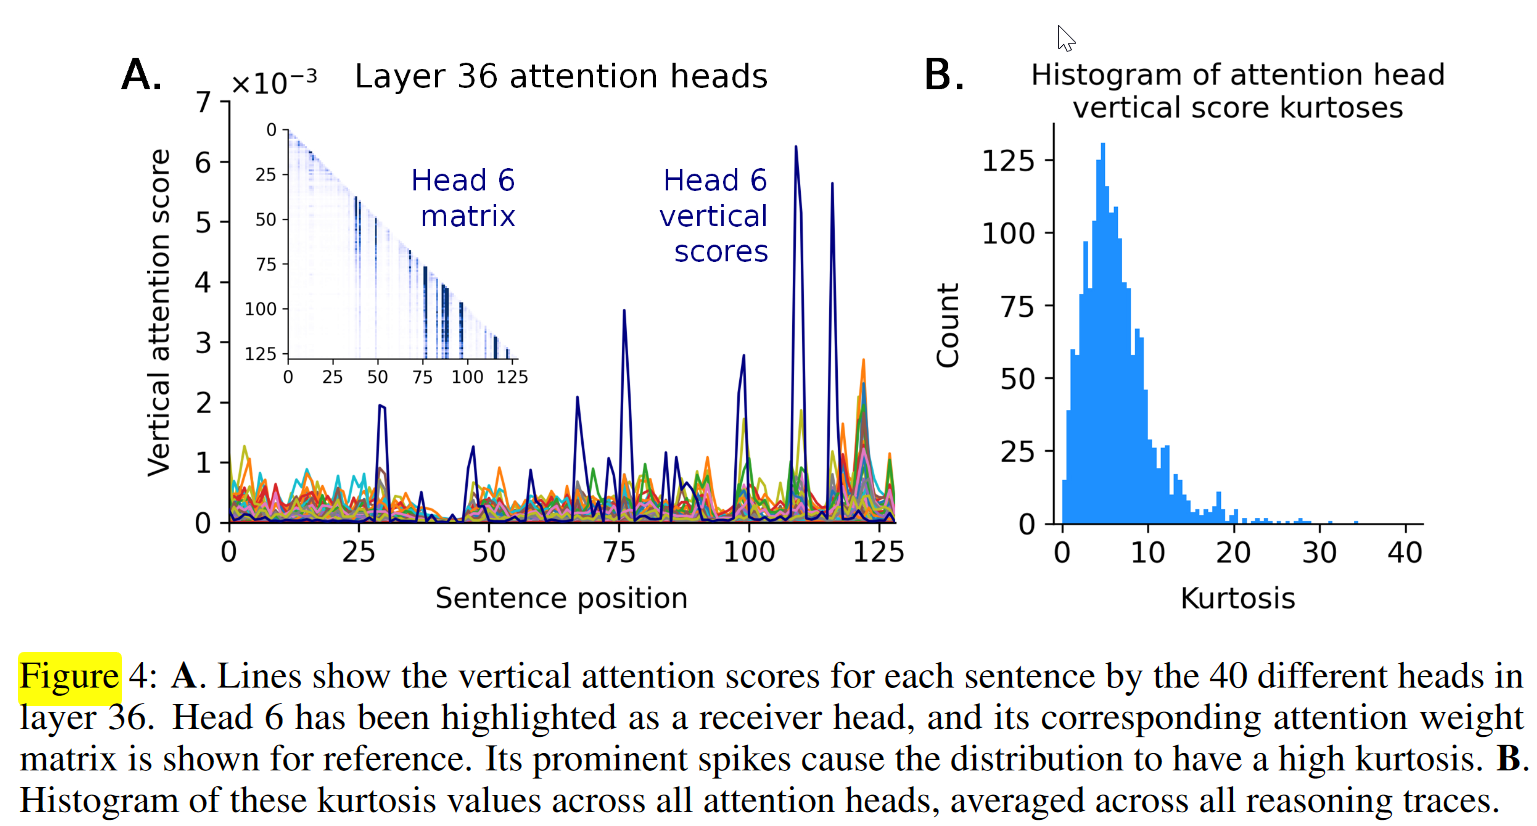 A.
×10⁻³
Layer 36 attention heads
7
6
5
4
3
2
1
0
Vertical attention score
0
25
50
75
100
125
0 25 50 75 100 125
Head 6
matrix
Head 6
vertical
scores
0 25 50 75 100 125
Sentence position
B.
Histogram of attention head
vertical score kurtoses
125
100
75
50
25
0
Count
0 10 20 30 40
Kurtosis
Figure 4: A. Lines show the vertical attention scores for each sentence by the 40 different heads in
layer 36. Head 6 has been highlighted as a receiver head, and its corresponding attention weight
matrix is shown for reference. Its prominent spikes cause the distribution to have a high kurtosis. B.
Histogram of these kurtosis values across all attention heads, averaged across all reasoning traces.